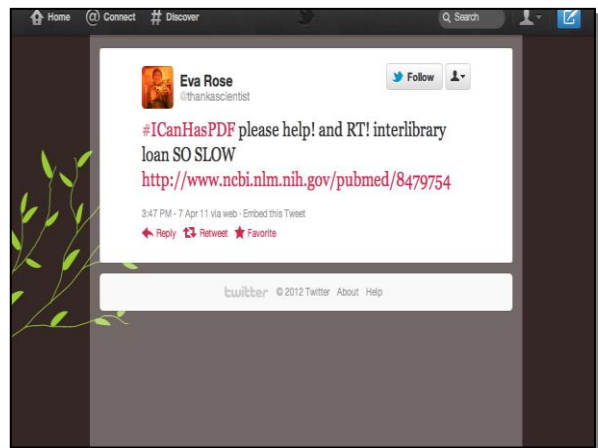 Home @ Connect # Discover Search
Eva Rose Follow
@thankascientist
#ICanHasPDF please help! and RT! interlibrary
loan SO SLOW
http://www.ncbi.nlm.nih.gov/pubmed/8479754
3:47 PM - 7 Apr 11 via web · Embed this Tweet
Reply Retweet Favorite
twitter © 2012 Twitter About Help